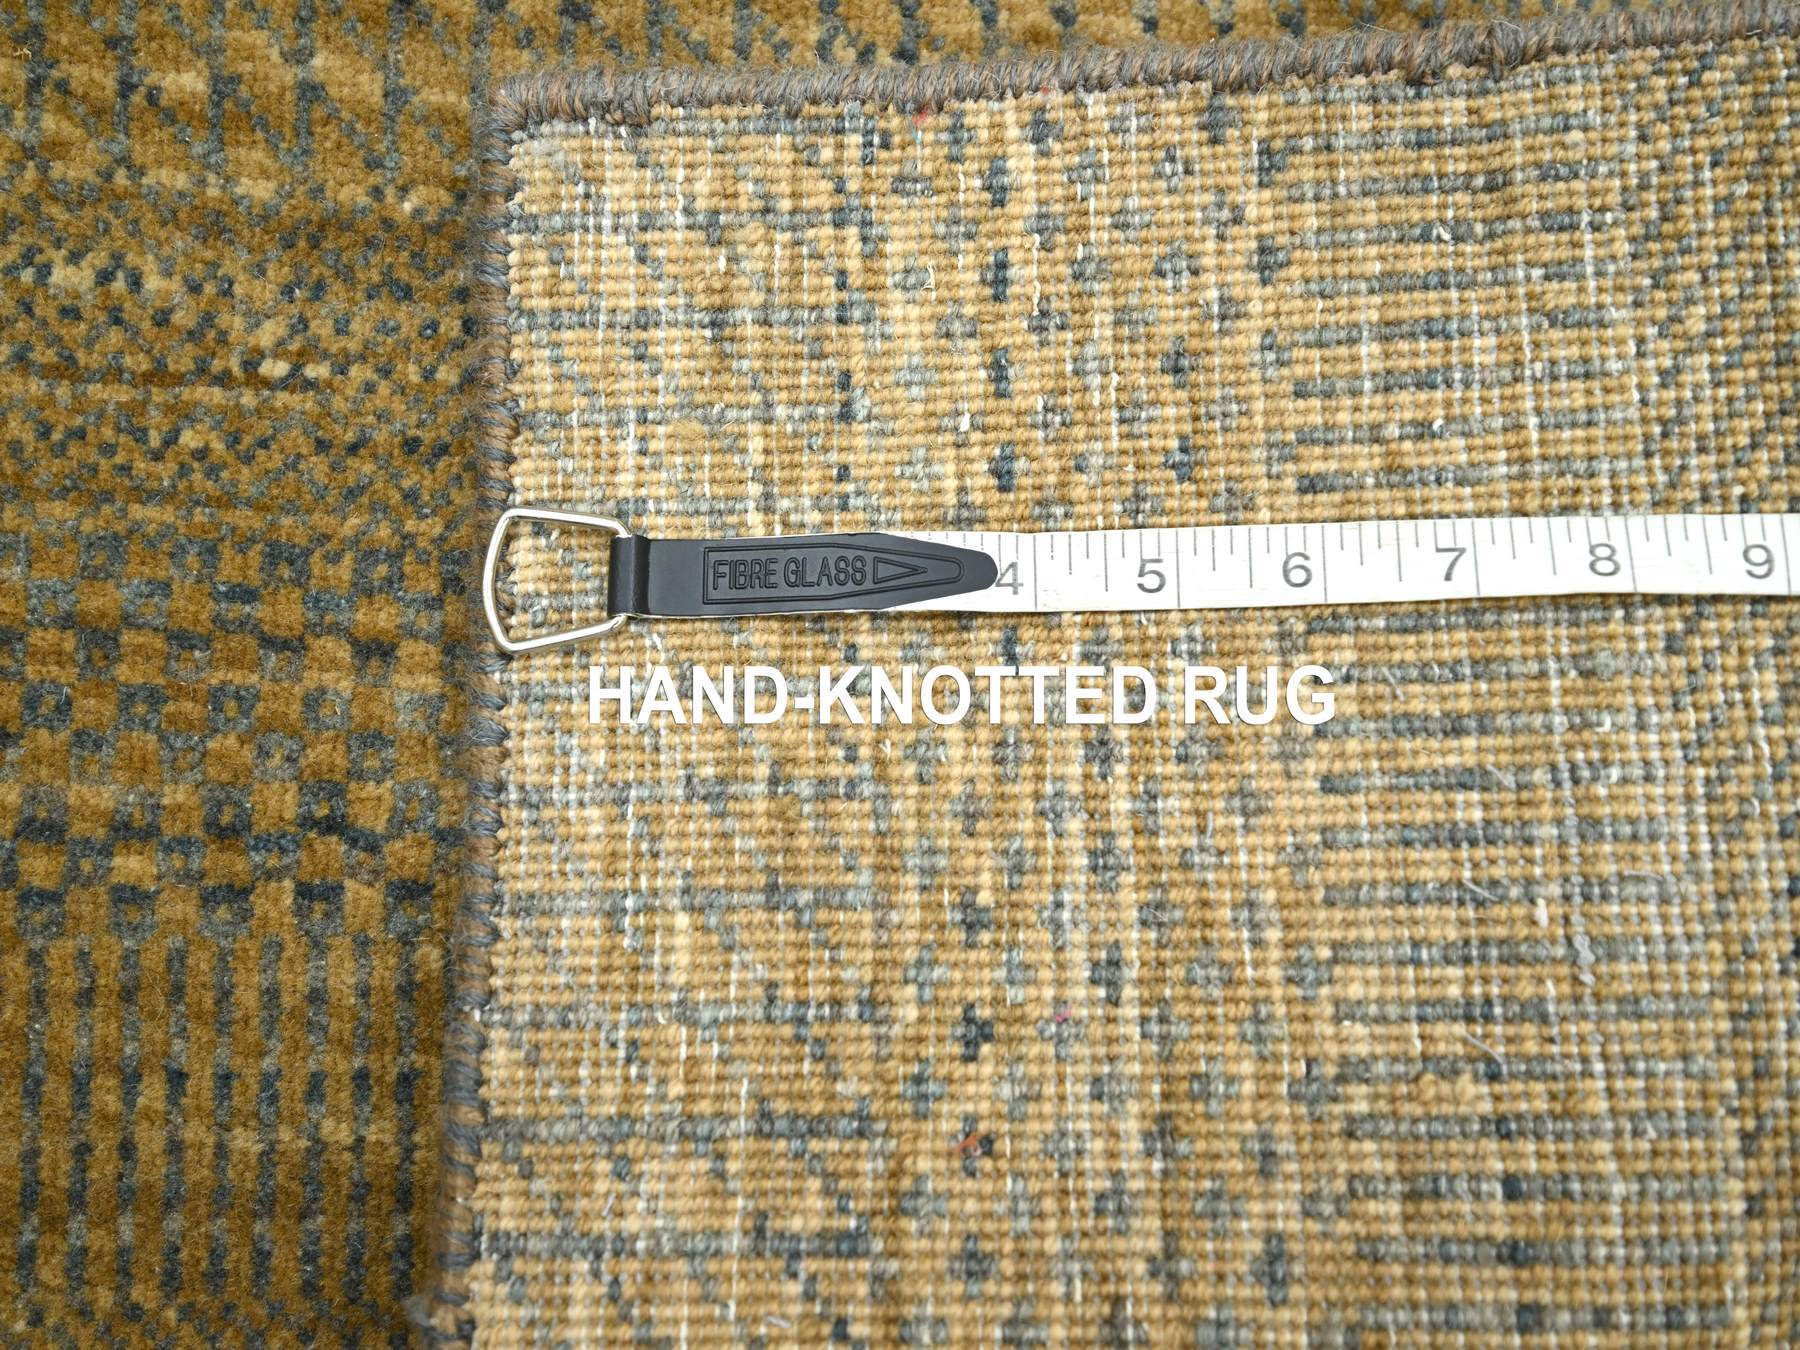 FIBRE GLASS
4 5 6 7 8 9
HAND-KNOTTED RUG